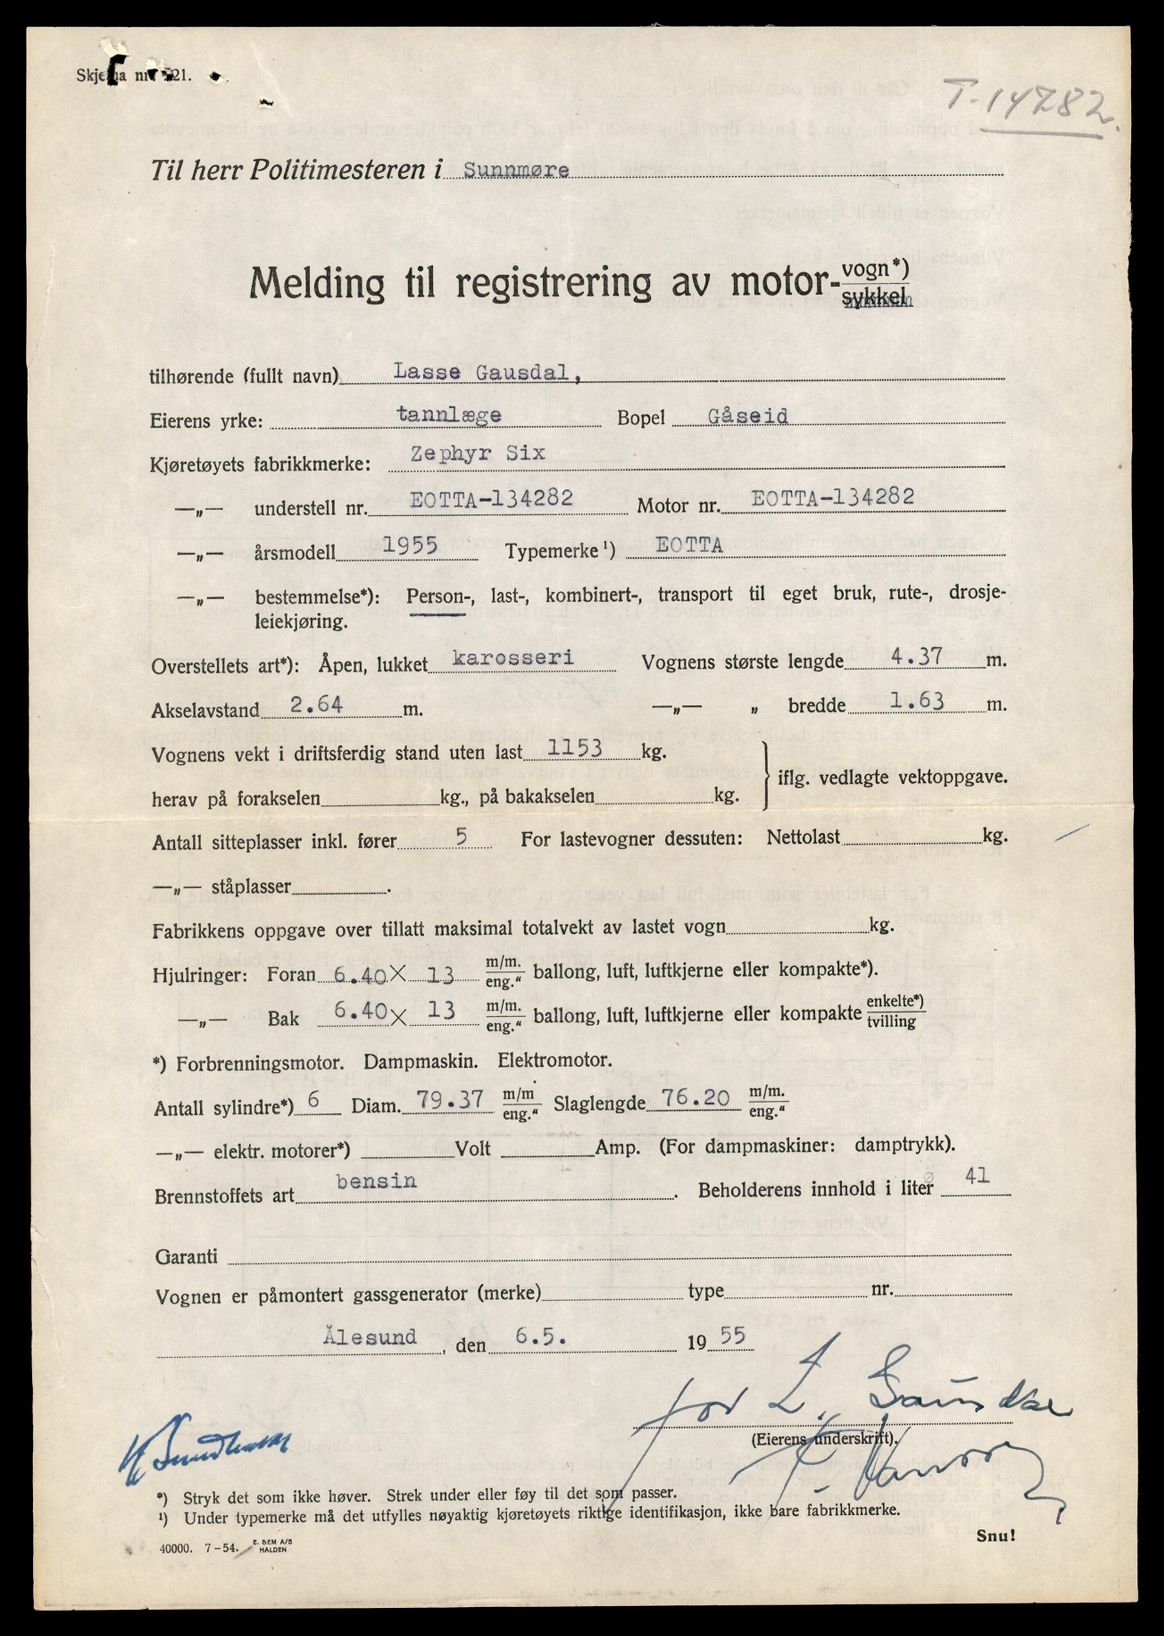 Skjema nr. 221.
T-14282.
Til herr Politimesteren i Sunnmøre
Melding til registrering av motor-vogn*)
sykkel
tilhørende (fullt navn) Lasse Gausdal,
Eierens yrke: tannlæge Bopel Gåseid
Kjøretøyets fabrikkmerke: Zephyr Six
—„— understell nr. EOTTA-134282 Motor nr. EOTTA-134282
—„— årsmodell 1955 Typemerke ¹) EOTTA
—„— bestemmelse*): Person-, last-, kombinert-, transport til eget bruk, rute-, drosje-
leiekjøring.
Overstellets art*): Åpen, lukket karosseri Vognens største lengde 4.37 m.
Akselavstand 2.64 m. —„— „ bredde 1.63 m.
Vognens vekt i driftsferdig stand uten last 1153 kg.
iflg. vedlagte vektoppgave.
herav på forakselen kg., på bakakselen kg.
Antall sitteplasser inkl. fører 5 For lastevogner dessuten: Nettolast kg.
—„— ståplasser .
Fabrikkens oppgave over tillatt maksimal totalvekt av lastet vogn kg.
Hjulringer: Foran 6.40 X 13 m/m. eng.“ ballong, luft, luftkjerne eller kompakte*).
—„— Bak 6.40 X 13 m/m. eng.“ ballong, luft, luftkjerne eller kompakte enkelte*) tvilling
*) Forbrenningsmotor. Dampmaskin. Elektromotor.
Antall sylindre*) 6 Diam. 79.37 m/m eng.“ Slaglengde 76.20 m/m. eng.“
—„— elektr. motorer*) Volt Amp. (For dampmaskiner: damptrykk).
Brennstoffets art bensin . Beholderens innhold i liter 41
Garanti
Vognen er påmontert gassgenerator (merke) type nr.
Ålesund , den 6.5. 1955
for L. Gausdal
(Eierens underskrift).
*) Stryk det som ikke høver. Strek under eller føy til det som passer.
¹) Under typemerke må det utfylles nøyaktig kjøretøyets riktige identifikasjon, ikke bare fabrikkmerke.
Snu!
40000. 7-54. E. SEM A/S HALDEN